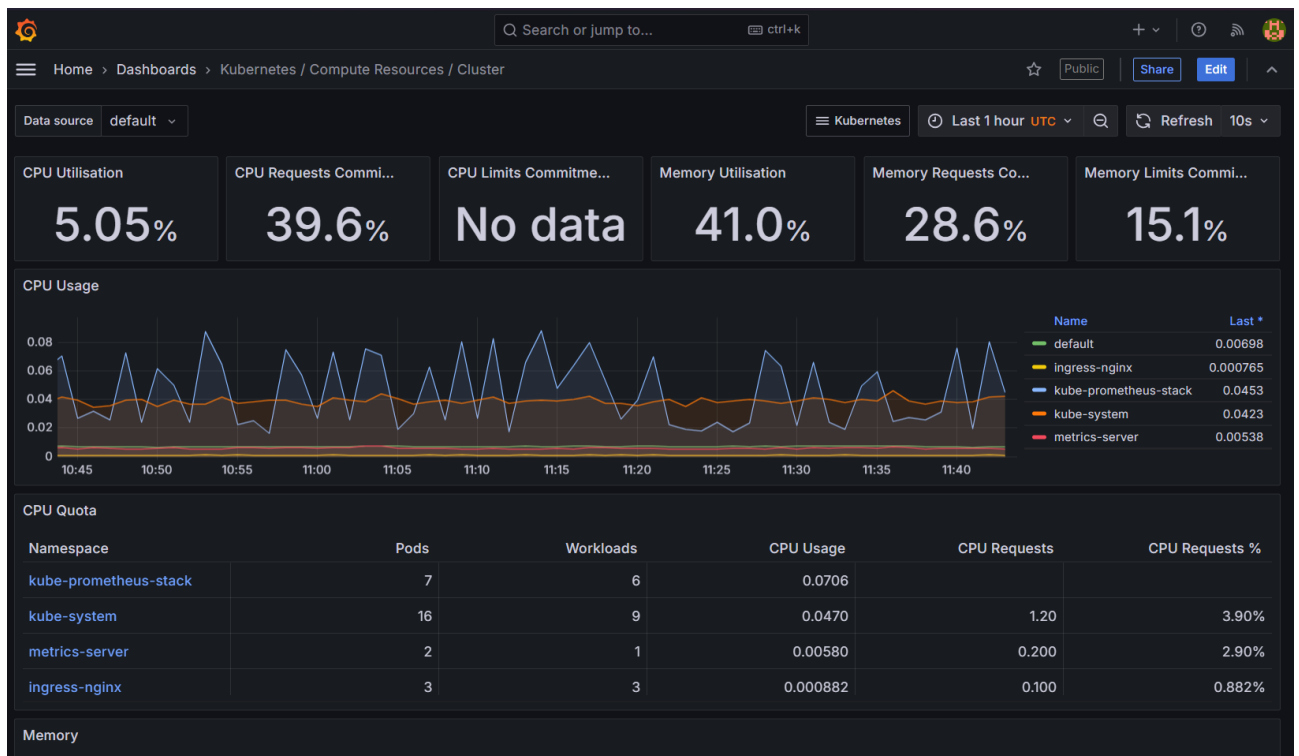 Search or jump to... ctrl+k
Home > Dashboards > Kubernetes / Compute Resources / Cluster Public Share Edit
Data source default Kubernetes Last 1 hour UTC Refresh 10s
CPU Utilisation CPU Requests Commi... CPU Limits Commitme... Memory Utilisation Memory Requests Co... Memory Limits Commi...
5.05% 39.6% No data 41.0% 28.6% 15.1%
CPU Usage
Name Last *
default 0.00698
ingress-nginx 0.000765
kube-prometheus-stack 0.0453
kube-system 0.0423
metrics-server 0.00538
0.08
0.06
0.04
0.02
0
10:45 10:50 10:55 11:00 11:05 11:10 11:15 11:20 11:25 11:30 11:35 11:40
CPU Quota
Namespace Pods Workloads CPU Usage CPU Requests CPU Requests %
kube-prometheus-stack 7 6 0.0706
kube-system 16 9 0.0470 1.20 3.90%
metrics-server 2 1 0.00580 0.200 2.90%
ingress-nginx 3 3 0.000882 0.100 0.882%
Memory